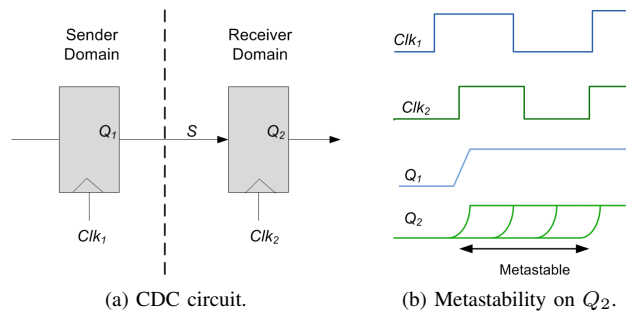 Sender
Domain
Receiver
Domain
Q1
S
Q2
Clk1
Clk2
(a) CDC circuit.
Clk1
Clk2
Q1
Q2
Metastable
(b) Metastability on Q2.